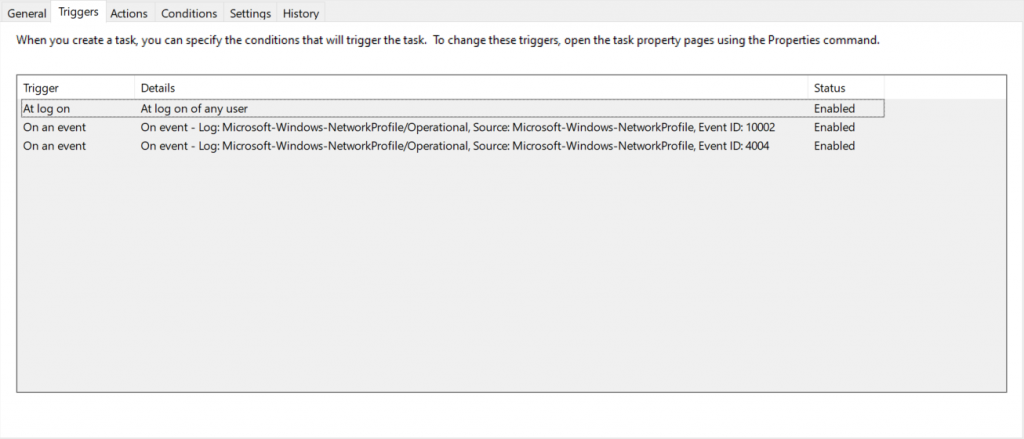 General Triggers Actions Conditions Settings History
When you create a task, you can specify the conditions that will trigger the task. To change these triggers, open the task property pages using the Properties command.
Trigger Details Status
At log on At log on of any user Enabled
On an event On event - Log: Microsoft-Windows-NetworkProfile/Operational, Source: Microsoft-Windows-NetworkProfile, Event ID: 10002 Enabled
On an event On event - Log: Microsoft-Windows-NetworkProfile/Operational, Source: Microsoft-Windows-NetworkProfile, Event ID: 4004 Enabled